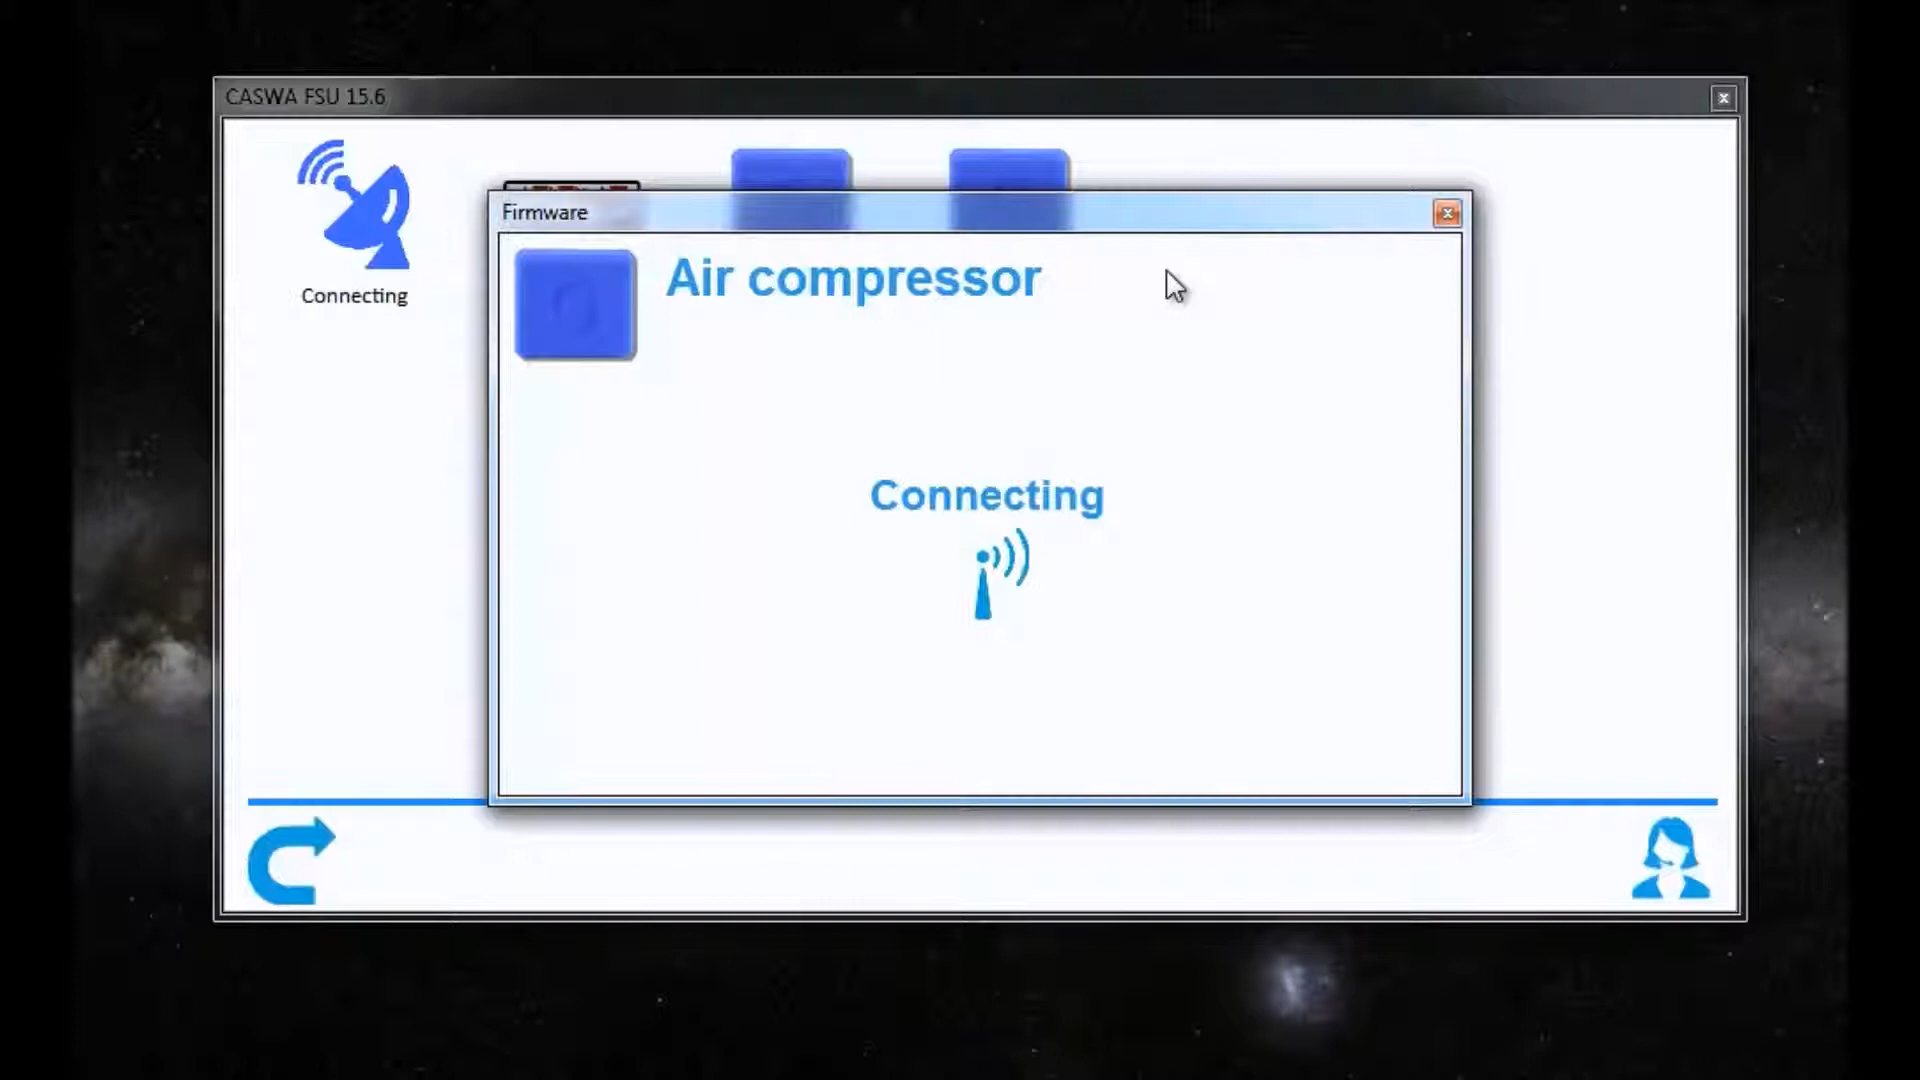 CASWA FSU 15.6
Connecting
Firmware
Air compressor
Connecting